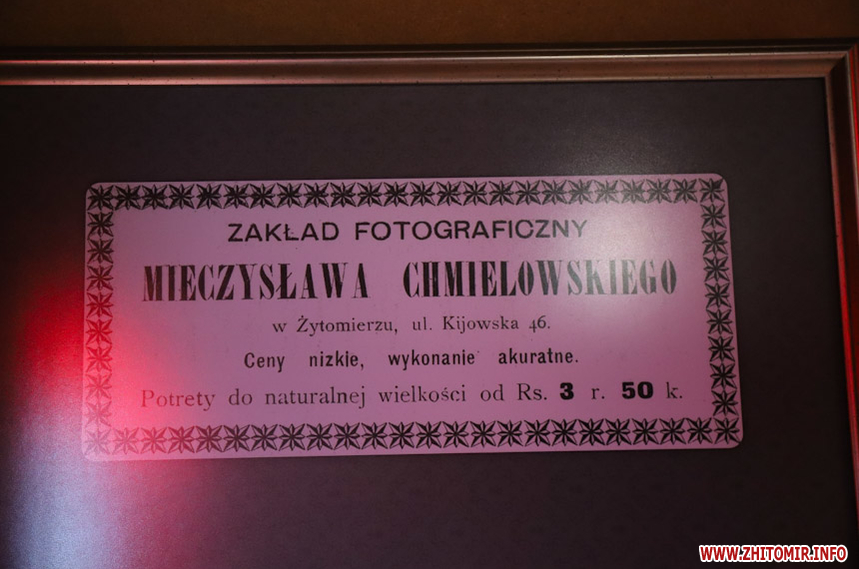 ZAKŁAD FOTOGRAFICZNY
MIECZYSŁAWA CHMIELOWSKIEGO
w Żytomierzu, ul. Kijowska 46.
Ceny nizkie, wykonanie akuratne.
Potrety do naturalnej wielkości od Rs. 3 r. 50 k.
WWW.ZHITOMIR.INFO